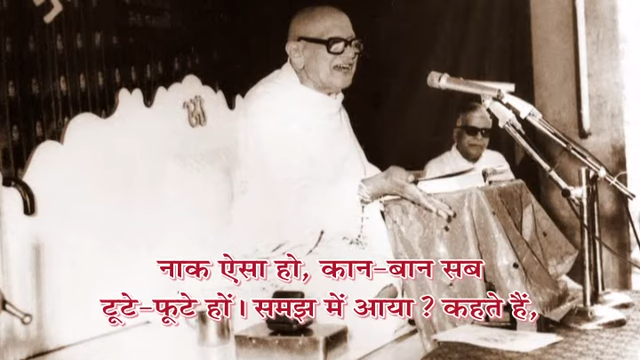 नाक ऐसा हो, कान-बान सब
टूटे-फूटे हों। समझ में आया ? कहते हैं,